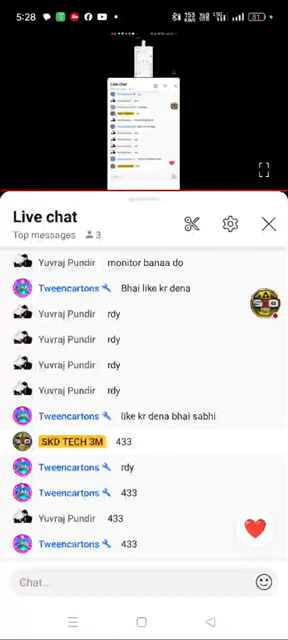 5:28
31
Live chat
Top messages 3
Yuvraj Pundir monitor banaa do
Tweencartons Bhai like kr dena
Yuvraj Pundir rdy
Yuvraj Pundir rdy
Yuvraj Pundir rdy
Yuvraj Pundir rdy
Tweencartons like kr dena bhai sabhi
SKD TECH 3M 433
Tweencartons rdy
Tweencartons 433
Yuvraj Pundir 433
Tweencartons 433
Chat...